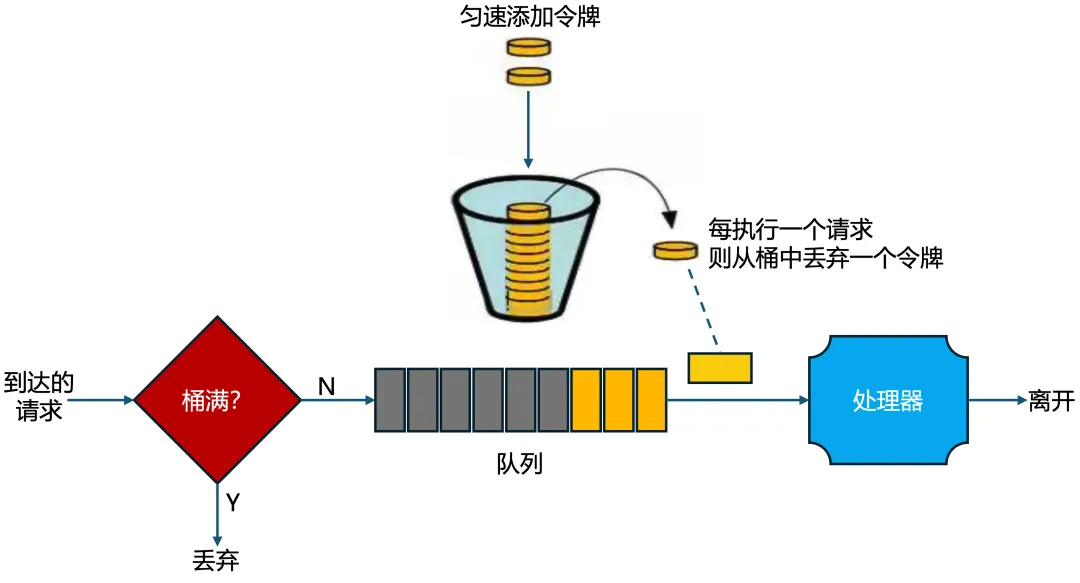 匀速添加令牌
每执行一个请求
则从桶中丢弃一个令牌
到达的
请求
桶满？
N
处理器
离开
队列
Y
丢弃